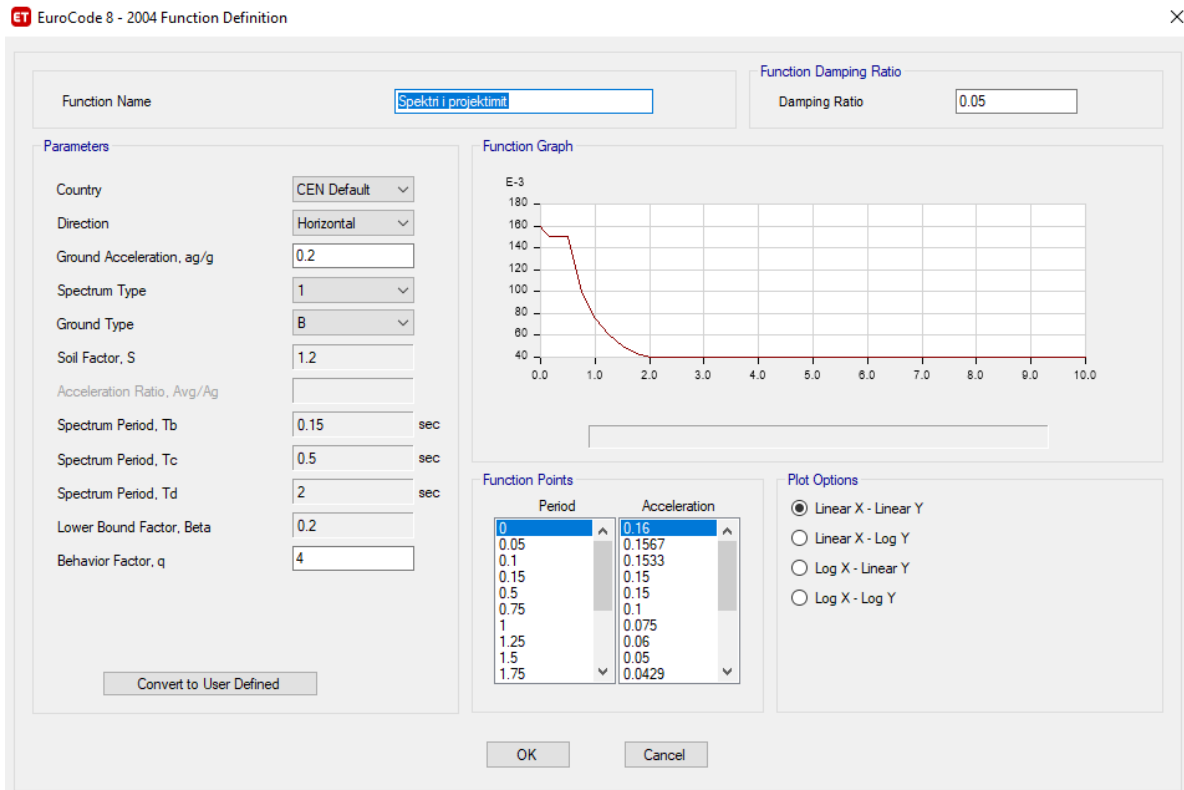 ET EuroCode 8 - 2004 Function Definition
Function Name
Spektri i projektimit
Function Damping Ratio
Damping Ratio
0.05
Parameters
Country
CEN Default
Direction
Horizontal
Ground Acceleration, ag/g
0.2
Spectrum Type
1
Ground Type
B
Soil Factor, S
1.2
Acceleration Ratio, Avg/Ag
Spectrum Period, Tb
0.15
sec
Spectrum Period, Tc
0.5
sec
Spectrum Period, Td
2
sec
Lower Bound Factor, Beta
0.2
Behavior Factor, q
4
Convert to User Defined
Function Graph
E-3
180
160
140
120
100
80
60
40
0.0 1.0 2.0 3.0 4.0 5.0 6.0 7.0 8.0 9.0 10.0
Function Points
Period Acceleration
0 0.16
0.05 0.1567
0.1 0.1533
0.15 0.15
0.5 0.15
0.75 0.1
1 0.075
1.25 0.06
1.5 0.05
1.75 0.0429
Plot Options
Linear X - Linear Y
Linear X - Log Y
Log X - Linear Y
Log X - Log Y
OK
Cancel